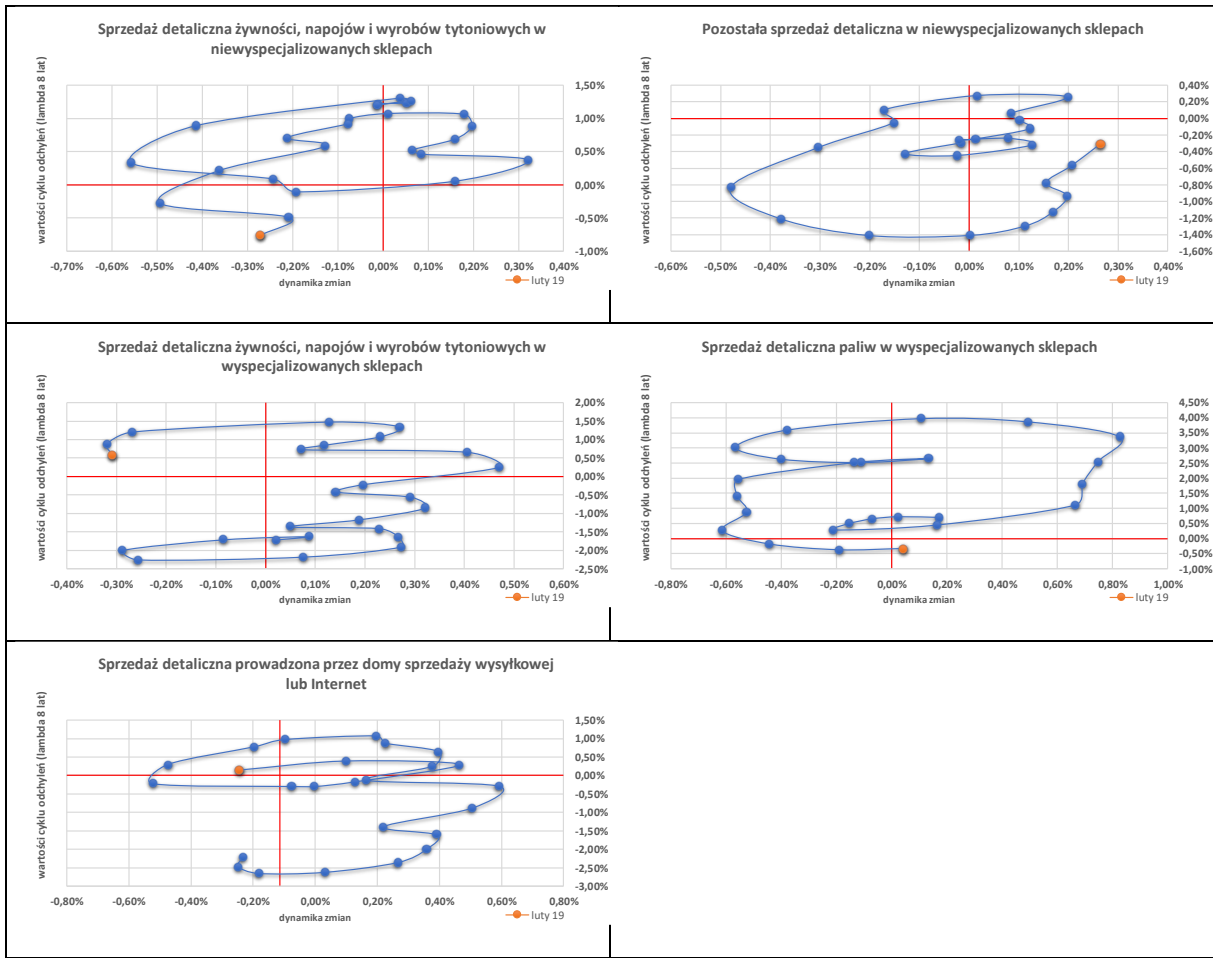 Sprzedaż detaliczna żywności, napojów i wyrobów tytoniowych w
niewyspecjalizowanych sklepach
wartości cyklu odchyleń (lambda 8 lat)
1,50%
1,00%
0,50%
0,00%
-0,50%
-1,00%
-0,70% -0,60% -0,50% -0,40% -0,30% -0,20% -0,10% 0,00% 0,10% 0,20% 0,30% 0,40%
dynamika zmian
luty 19
Pozostała sprzedaż detaliczna w niewyspecjalizowanych sklepach
wartości cyklu odchyleń (lambda 8 lat)
0,40%
0,20%
0,00%
-0,20%
-0,40%
-0,60%
-0,80%
-1,00%
-1,20%
-1,40%
-1,60%
-0,60% -0,50% -0,40% -0,30% -0,20% -0,10% 0,00% 0,10% 0,20% 0,30% 0,40%
dynamika zmian
luty 19
Sprzedaż detaliczna żywności, napojów i wyrobów tytoniowych w
wyspecjalizowanych sklepach
wartości cyklu odchyleń (lambda 8 lat)
2,00%
1,50%
1,00%
0,50%
0,00%
-0,50%
-1,00%
-1,50%
-2,00%
-2,50%
-0,40% -0,30% -0,20% -0,10% 0,00% 0,10% 0,20% 0,30% 0,40% 0,50% 0,60%
dynamika zmian
luty 19
Sprzedaż detaliczna paliw w wyspecjalizowanych sklepach
wartości cyklu odchyleń (lambda 8 lat)
4,50%
4,00%
3,50%
3,00%
2,50%
2,00%
1,50%
1,00%
0,50%
0,00%
-0,50%
-1,00%
-0,80% -0,60% -0,40% -0,20% 0,00% 0,20% 0,40% 0,60% 0,80% 1,00%
dynamika zmian
luty 19
Sprzedaż detaliczna prowadzona przez domy sprzedaży wysyłkowej
lub Internet
wartości cyklu odchyleń (lambda 8 lat)
1,50%
1,00%
0,50%
0,00%
-0,50%
-1,00%
-1,50%
-2,00%
-2,50%
-3,00%
-0,80% -0,60% -0,40% -0,20% 0,00% 0,20% 0,40% 0,60% 0,80%
dynamika zmian
luty 19